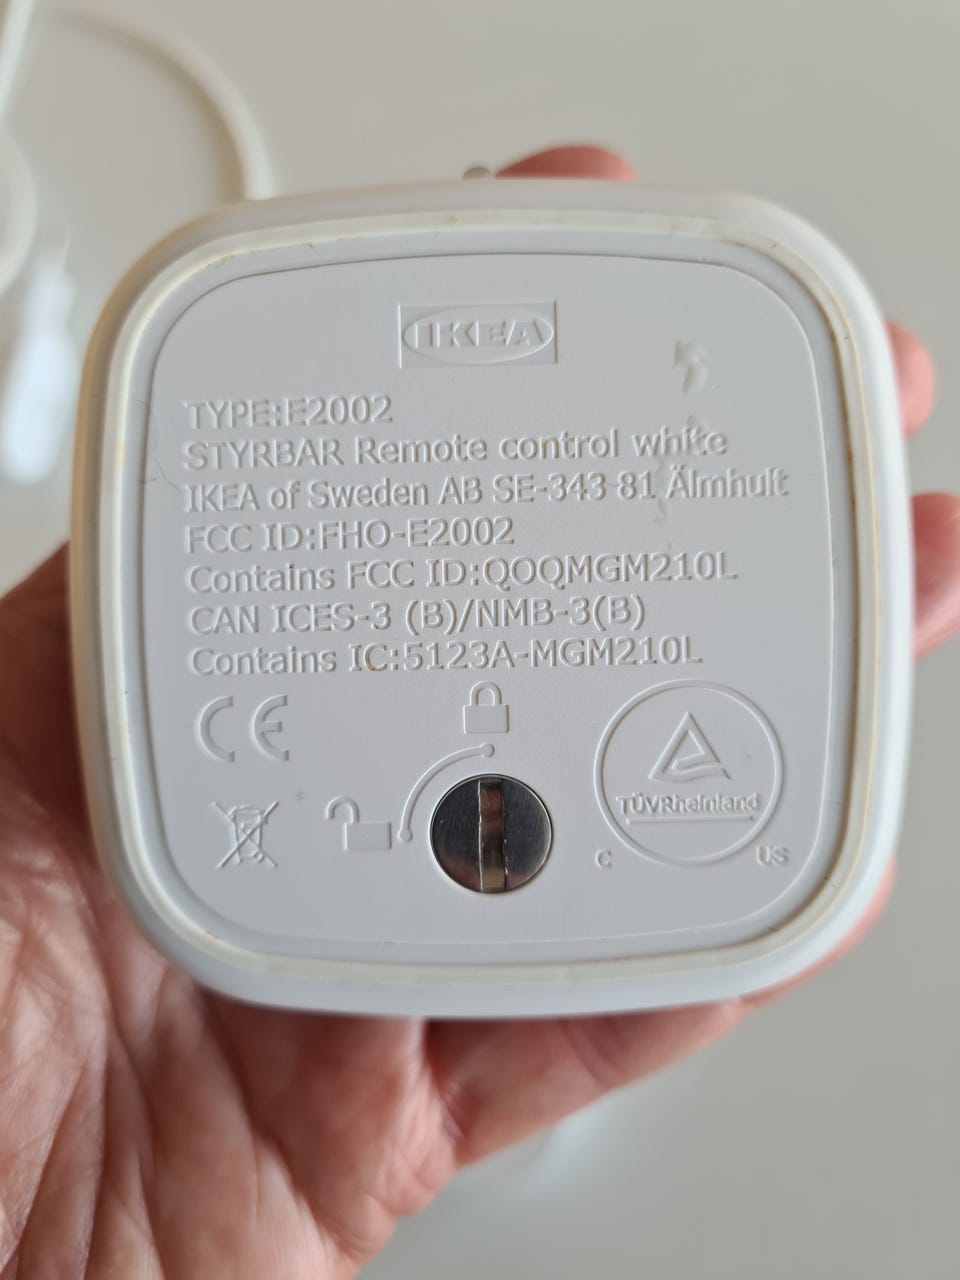 IKEA
TYPE:E2002
STYRBAR Remote control white
IKEA of Sweden AB SE-343 81 Älmhult
FCC ID:FHO-E2002
Contains FCC ID:QOQMGM210L
CAN ICES-3 (B)/NMB-3(B)
Contains IC:5123A-MGM210L
CE
TÜVRheinland
C US